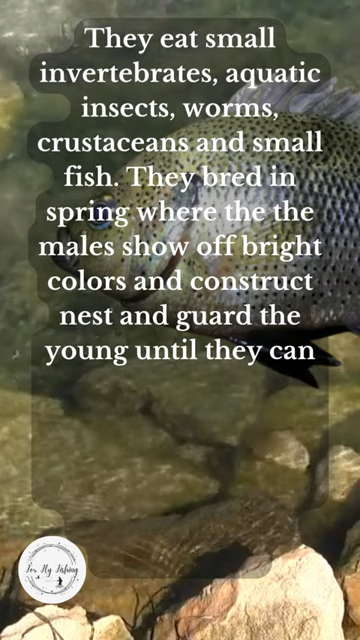 They eat small
invertebrates, aquatic
insects, worms,
crustaceans and small
fish. They bred in
spring where the the
males show off bright
colors and construct
nest and guard the
young until they can